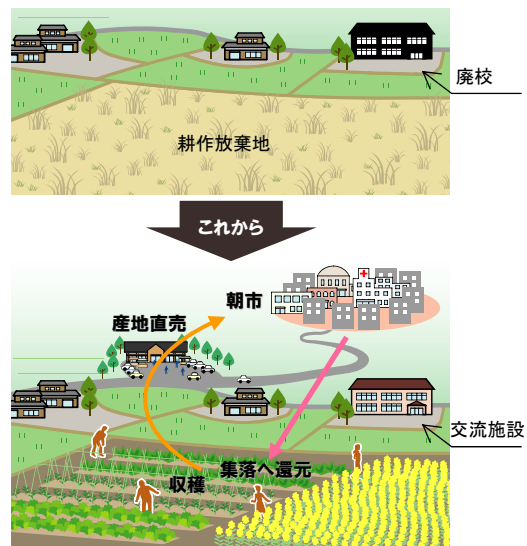 廃校
耕作放棄地
これから
朝市
産地直売
交流施設
集落へ還元
収穫